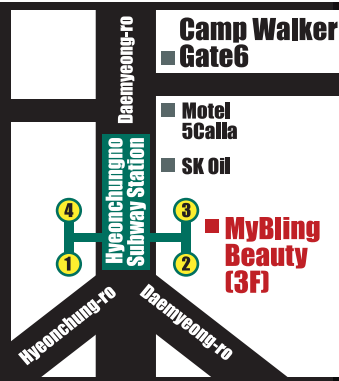 Daemyeong-ro
Camp Walker
Gate6
Motel
5Calla
SK Oil
Hyeonchungno
Subway Station
4
3
1
2
MyBling
Beauty
(3F)
Hyeonchung-ro
Daemyeong-ro